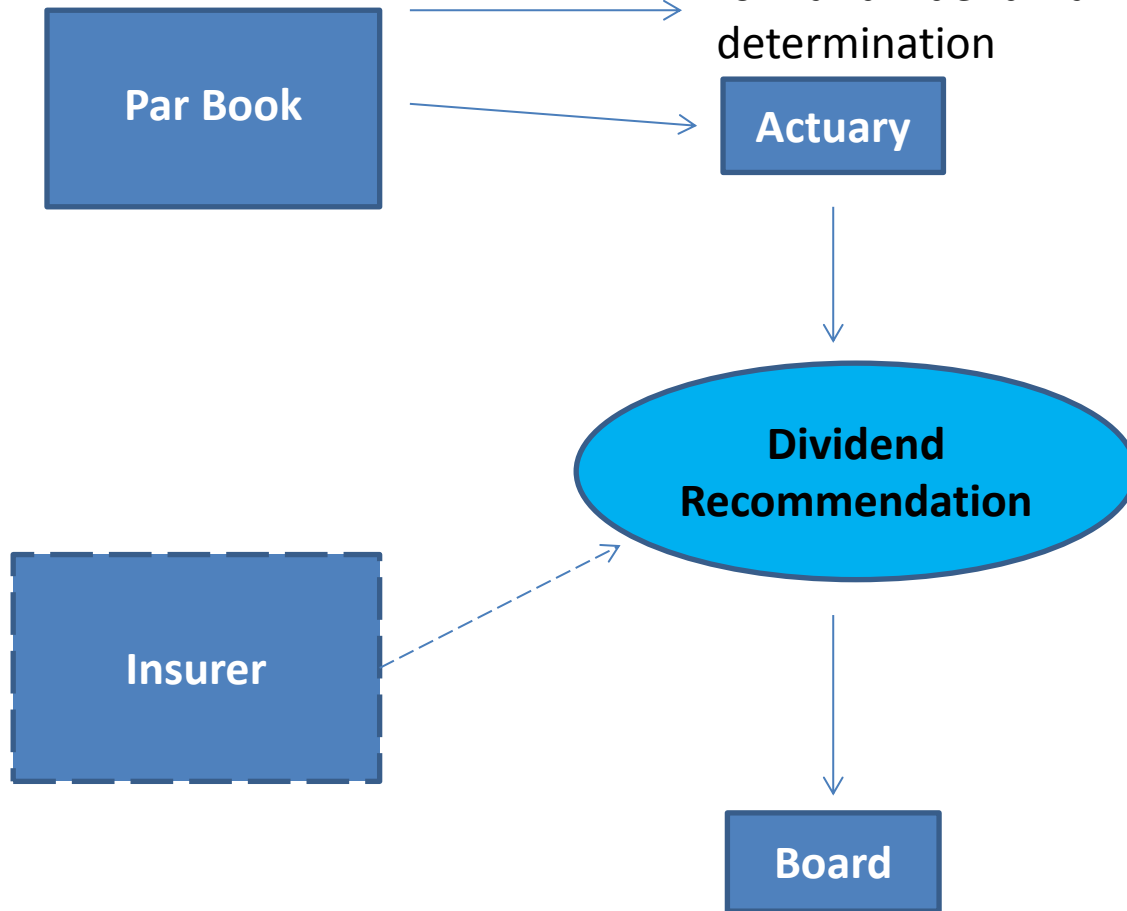 determination
Par Book
Actuary
Dividend
Recommendation
Insurer
Board